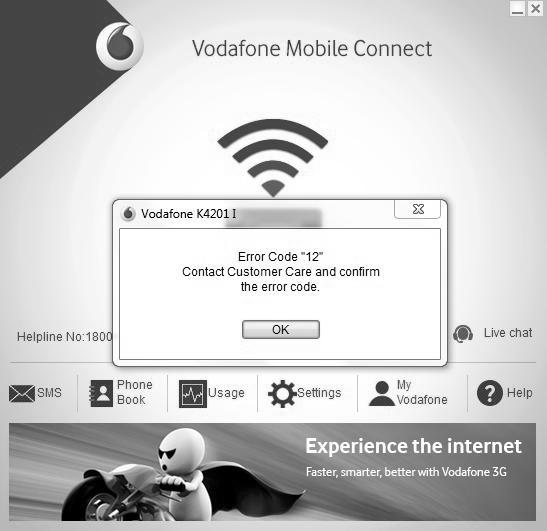 Vodafone Mobile Connect
Vodafone K4201 I
Error Code "12"
Contact Customer Care and confirm
the error code.
OK
Helpline No:1800
Live chat
SMS
Phone
Book
Usage
Settings
My
Vodafone
Help
Experience the internet
Faster, smarter, better with Vodafone 3G